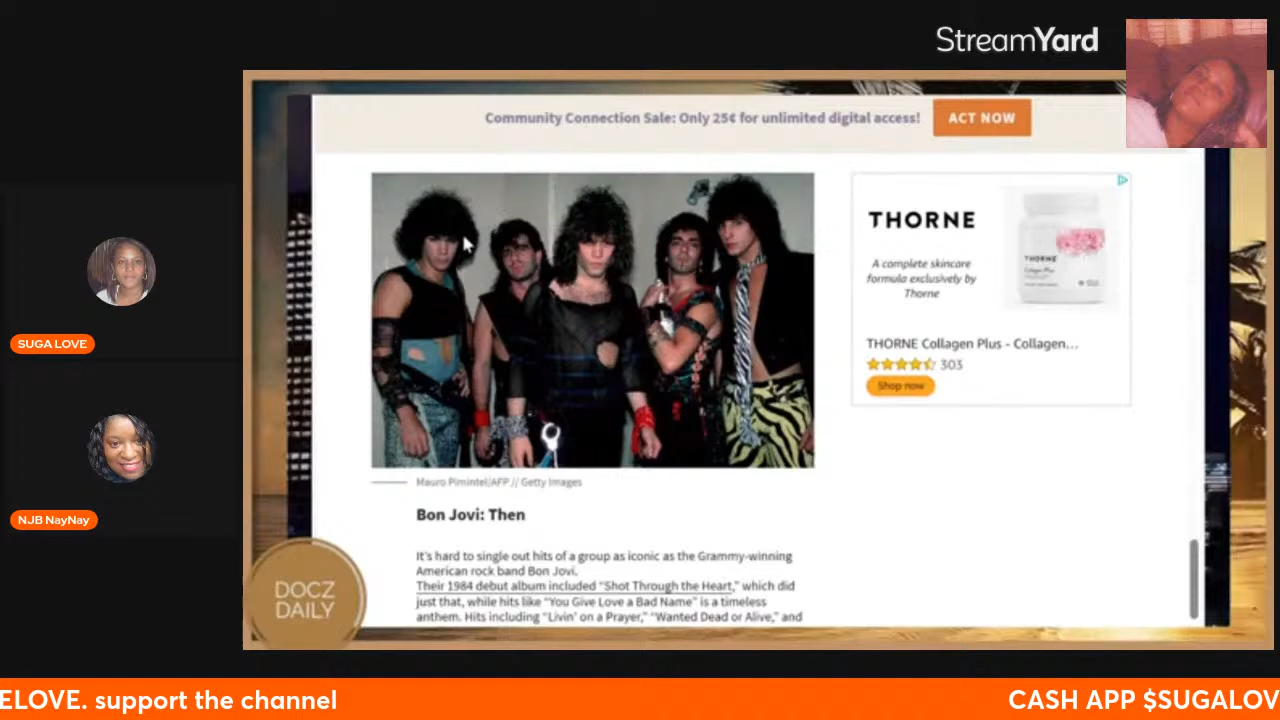 StreamYard
Community Connection Sale: Only 25¢ for unlimited digital access!
ACT NOW
THORNE
A complete skincare
formula exclusively by
Thorne
THORNE
Collagen Plus
THORNE Collagen Plus - Collagen...
303
Shop now
SUGA LOVE
NJB NayNay
Mauro Pimintel/AFP // Getty Images
Bon Jovi: Then
It's hard to single out hits of a group as iconic as the Grammy-winning
American rock band Bon Jovi.
Their 1984 debut album included “Shot Through the Heart,” which did
just that, while hits like “You Give Love a Bad Name” is a timeless
anthem. Hits including “Livin' on a Prayer,” “Wanted Dead or Alive,” and
DOCZ
DAILY
ELOVE. support the channel
CASH APP $SUGALOV